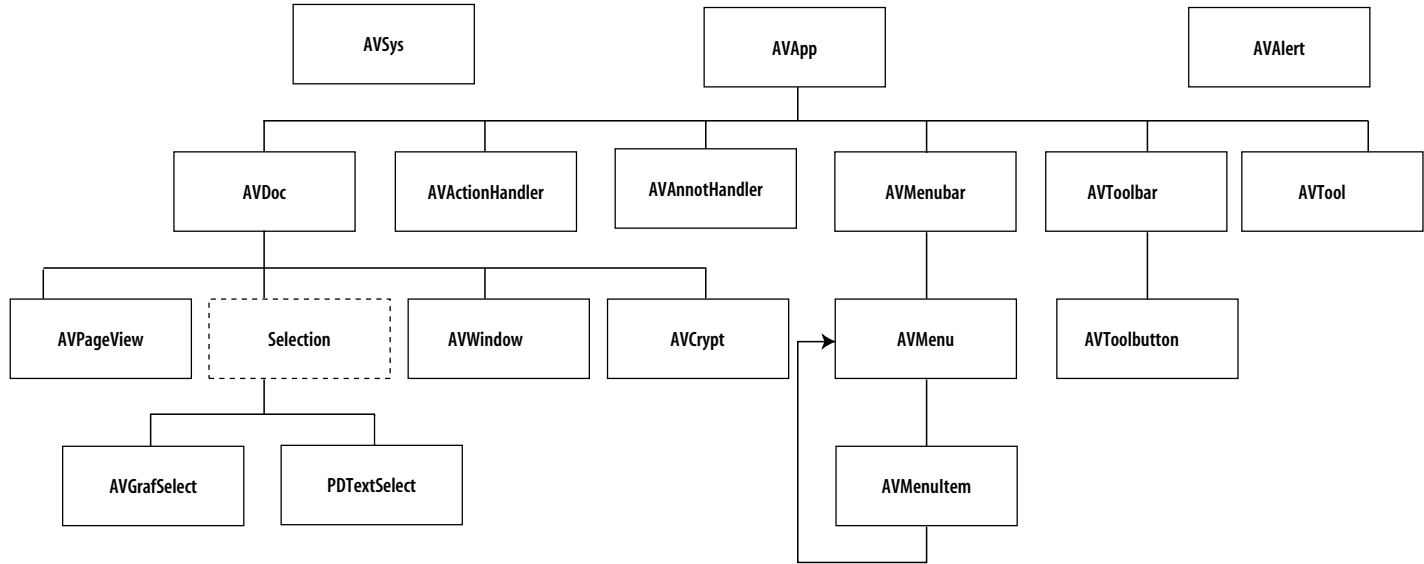 AVSys
AVApp
AVAlert
AVDoc
AVActionHandler
AVAnnotHandler
AVMenubar
AVToolbar
AVTool
AVPageView
Selection
AVWindow
AVCrypt
AVMenu
AVToolbutton
AVGrafSelect
PDTextSelect
AVMenuItem